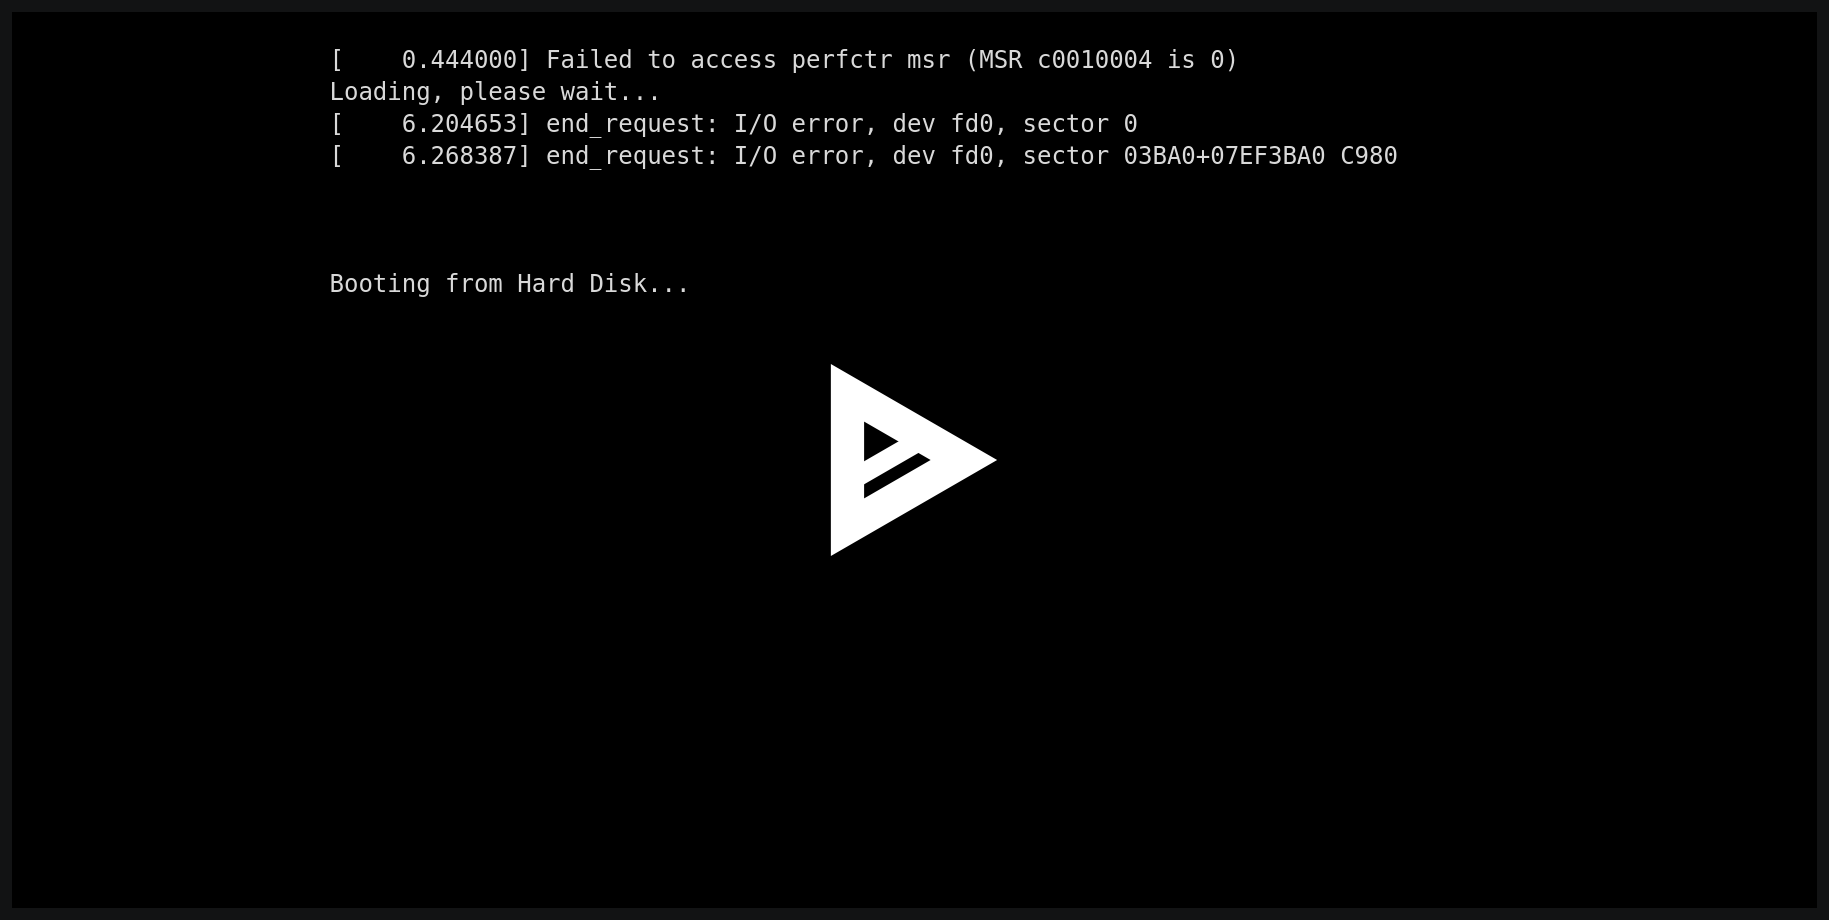 [    0.444000] Failed to access perfctr msr (MSR c0010004 is 0)
Loading, please wait...
[    6.204653] end_request: I/O error, dev fd0, sector 0
[    6.268387] end_request: I/O error, dev fd0, sector 03BA0+07EF3BA0 C980
Booting from Hard Disk...